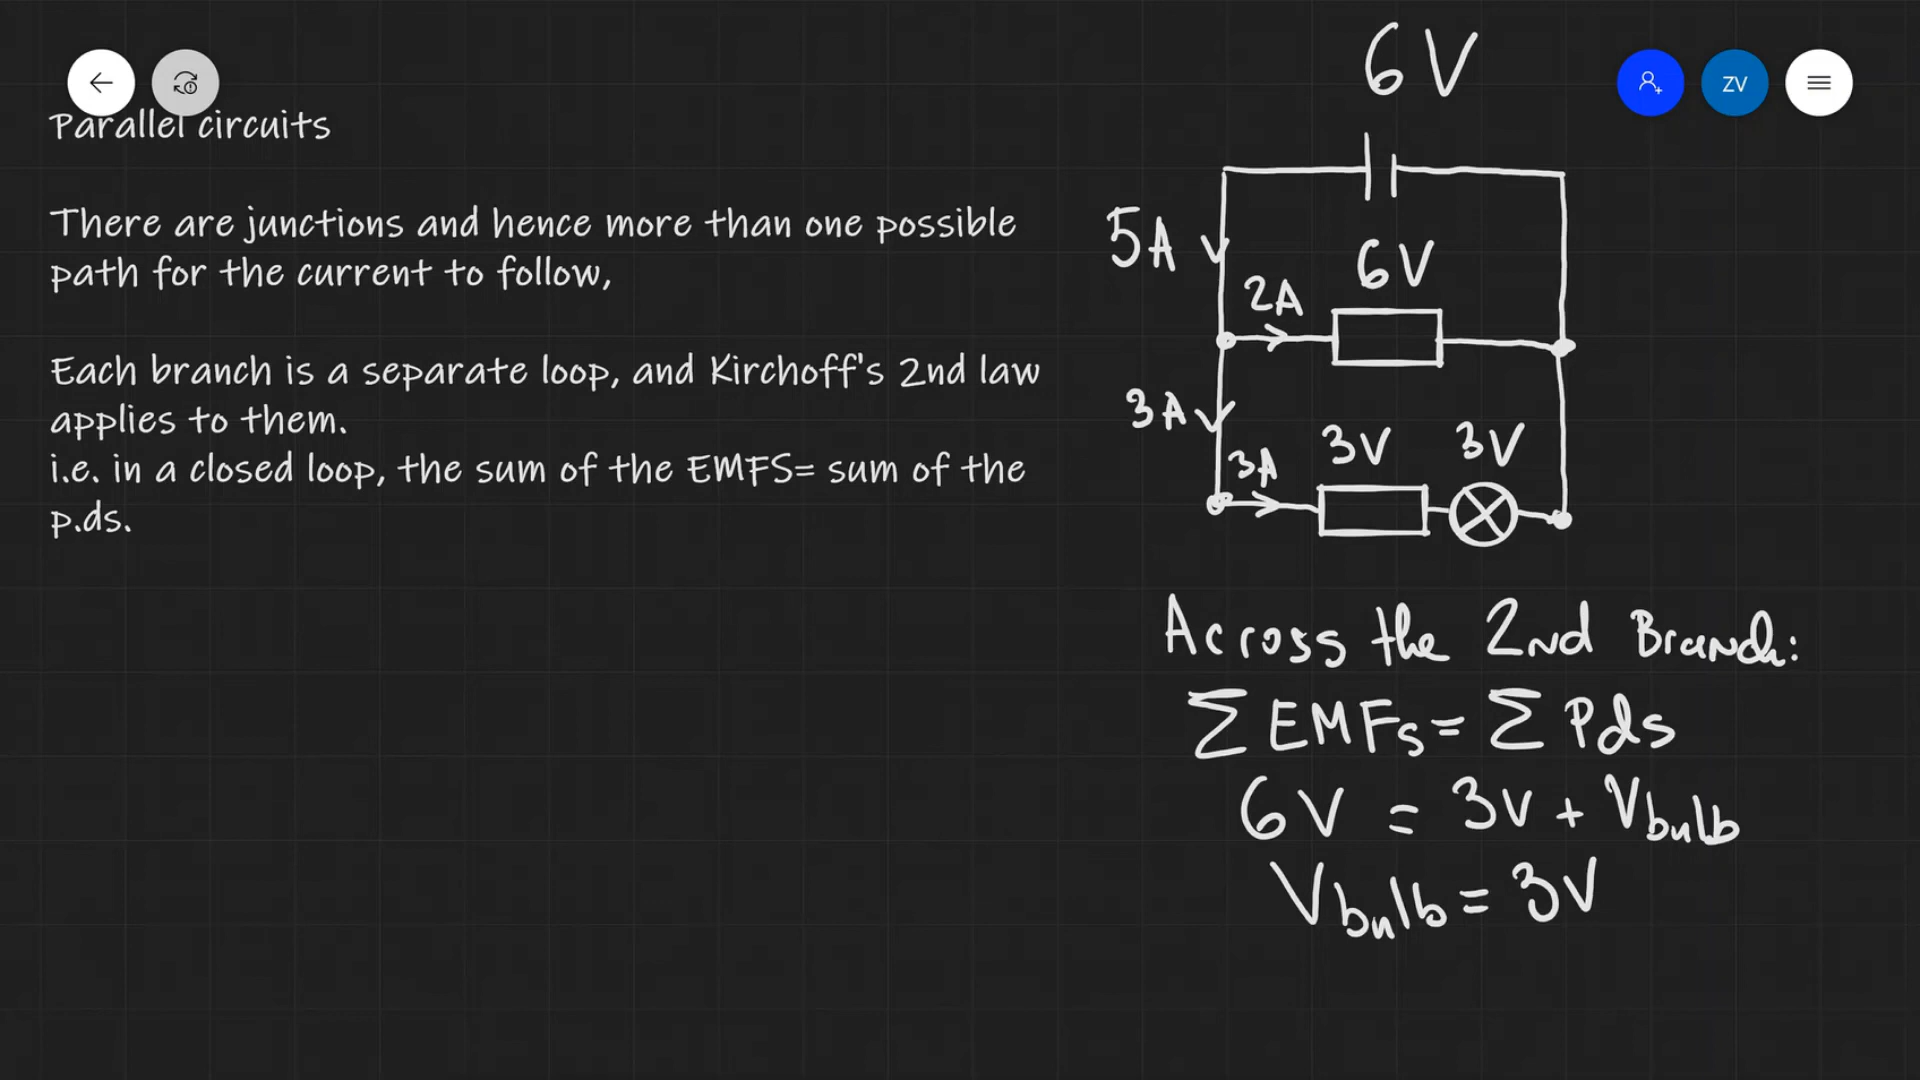 6V
ZV
Parallel circuits
There are junctions and hence more than one possible
path for the current to follow,
Each branch is a separate loop, and Kirchoff's 2nd law
applies to them.
i.e. in a closed loop, the sum of the EMFS= sum of the
p.ds.
5A
6V
2A
3A
3V 3V
3A
Across the 2nd Branch:
∑ EMFs = ∑ Pds
6V = 3V + Vbulb
Vbulb = 3V